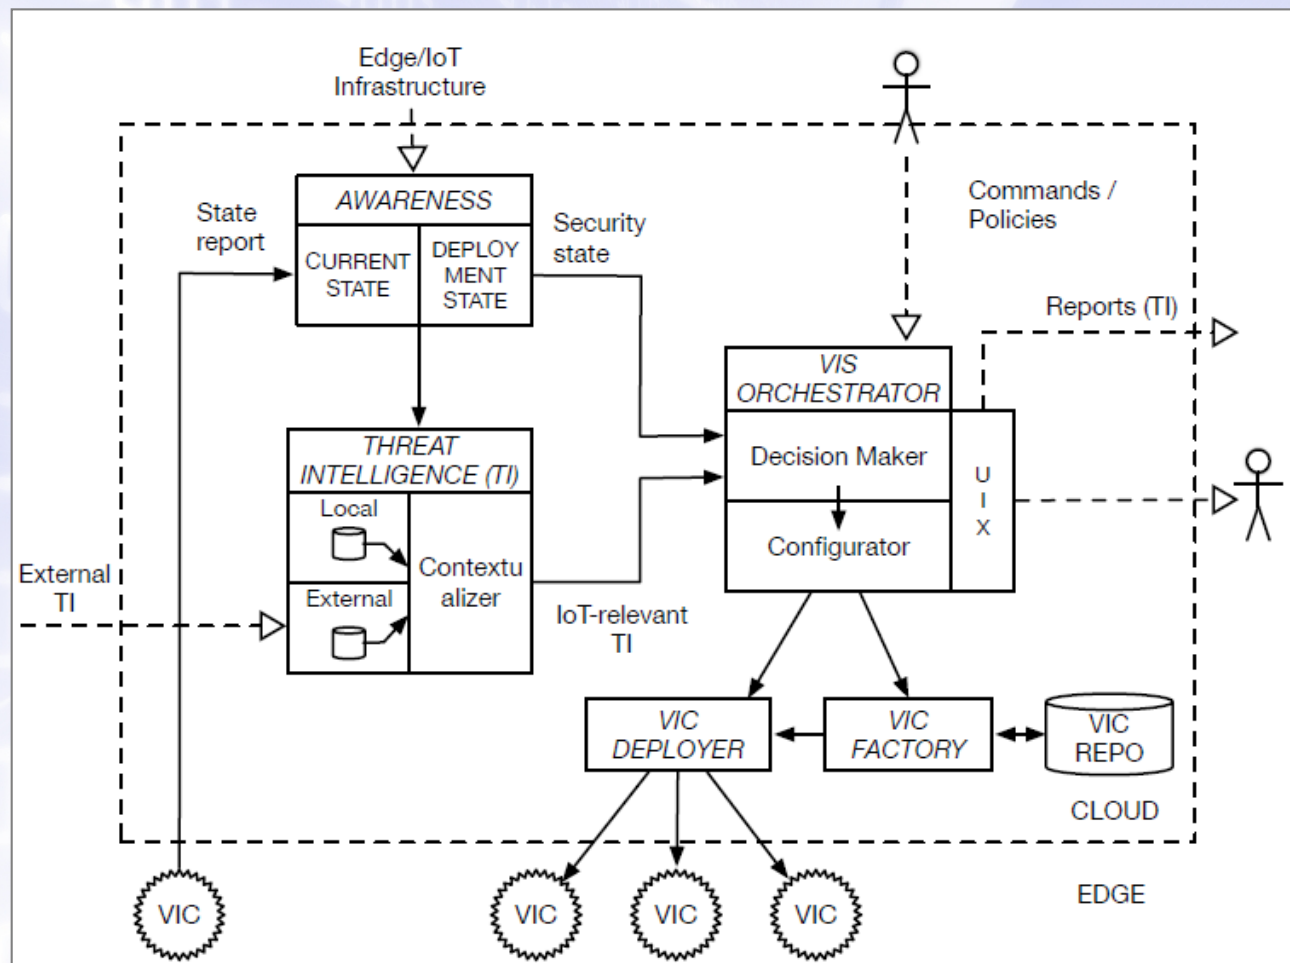 Edge/IoT
Infrastructure
Commands /
Policies
State
report
AWARENESS
CURRENT
STATE
DEPLOY
MENT
STATE
Security
state
Reports (TI)
VIS
ORCHESTRATOR
Decision Maker
Configurator
U
I
X
THREAT
INTELLIGENCE (TI)
Local
External
Contextu
alizer
External
TI
IoT-relevant
TI
VIC
DEPLOYER
VIC
FACTORY
VIC
REPO
CLOUD
EDGE
VIC
VIC
VIC
VIC